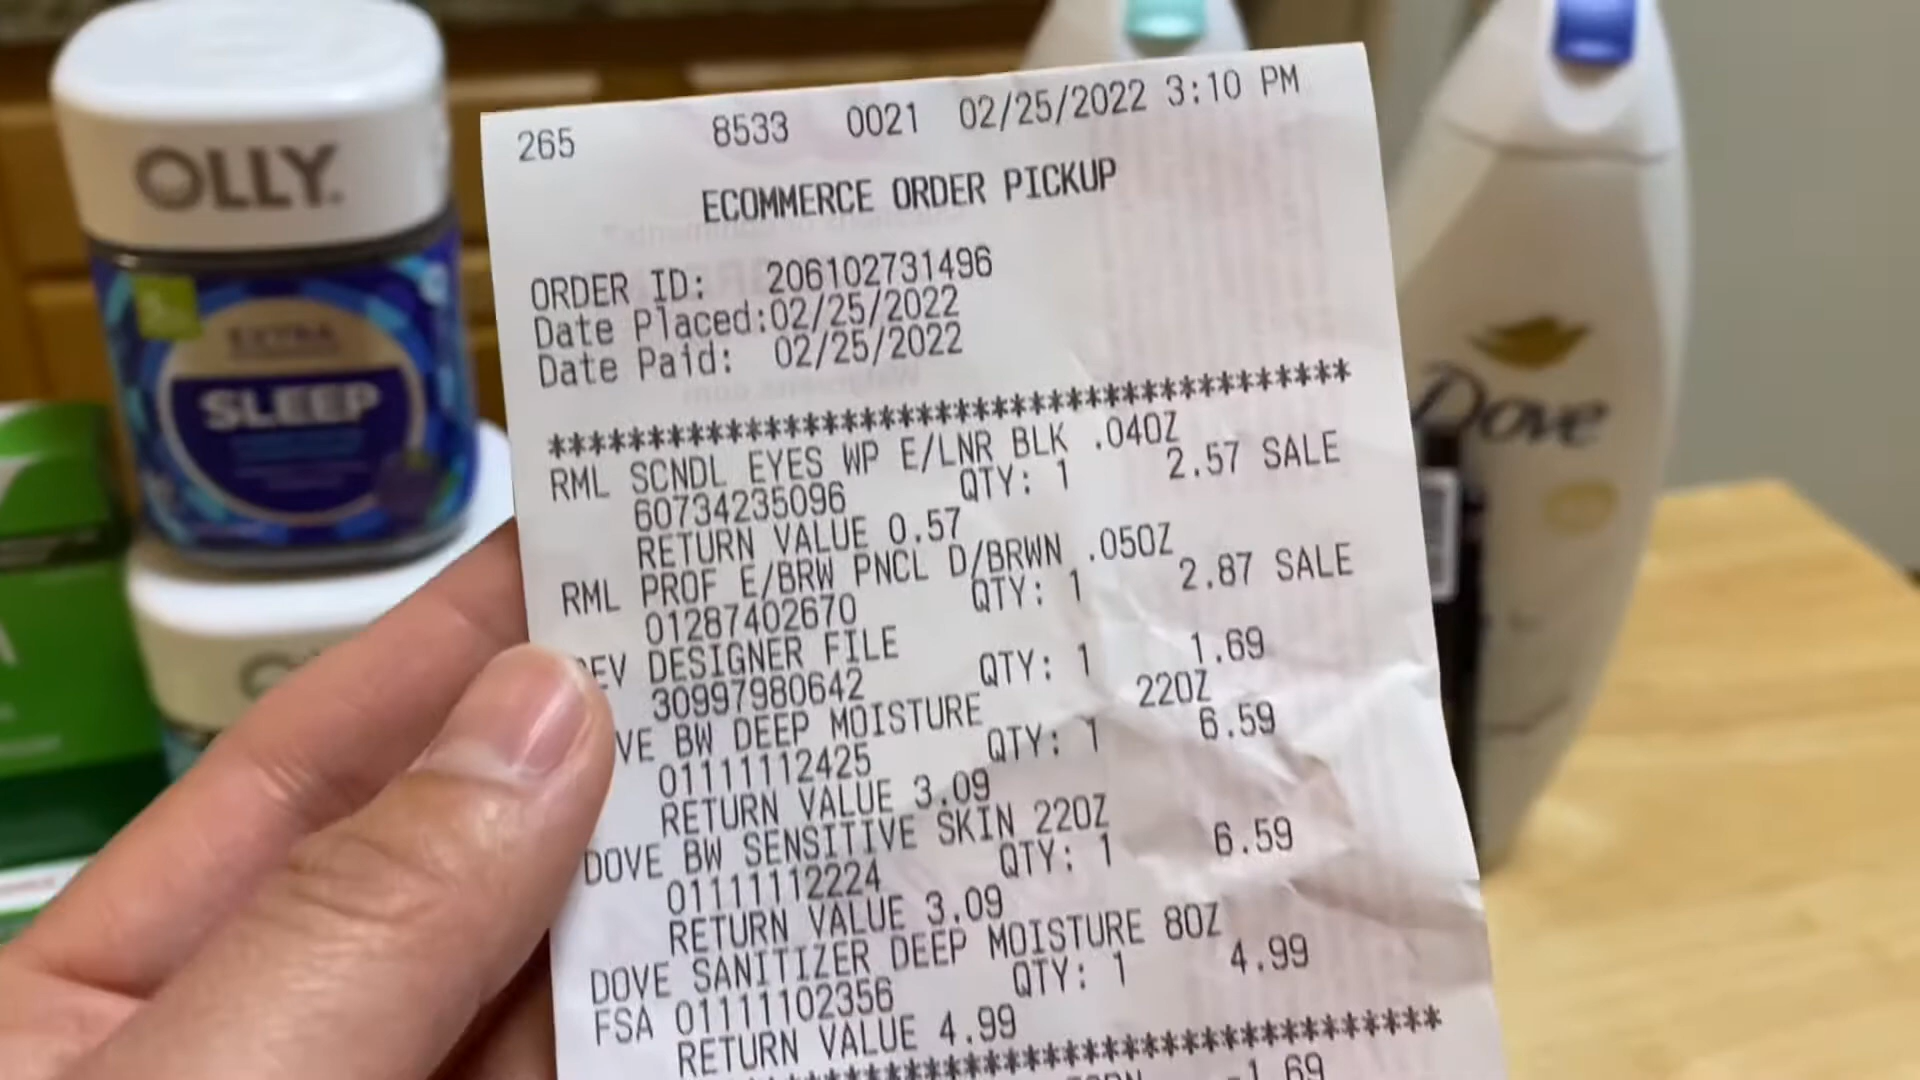 265 8533 0021 02/25/2022 3:10 PM
ECOMMERCE ORDER PICKUP
ORDER ID: 206102731496
Date Placed:02/25/2022
Date Paid: 02/25/2022
****************************************
RML SCNDL EYES WP E/LNR BLK .04OZ
60734235096 QTY: 1 2.57 SALE
RETURN VALUE 0.57
RML PROF E/BRW PNCL D/BRWN .05OZ
01287402670 QTY: 1 2.87 SALE
EV DESIGNER FILE
30997980642 QTY: 1 1.69
VE BW DEEP MOISTURE 22OZ
01111112425 QTY: 1 6.59
RETURN VALUE 3.09
DOVE BW SENSITIVE SKIN 22OZ
01111112224 QTY: 1 6.59
RETURN VALUE 3.09
DOVE SANITIZER DEEP MOISTURE 8OZ
FSA 01111102356 QTY: 1 4.99
RETURN VALUE 4.99
****************************************
1.69
OLLY
EXTRA
SLEEP
Dove